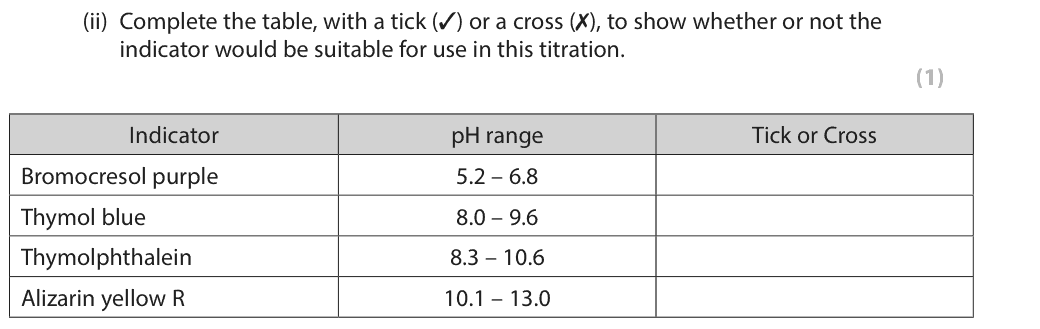 (ii) Complete the table, with a tick (✓) or a cross (✗), to show whether or not the
indicator would be suitable for use in this titration.
(1)
Indicator pH range Tick or Cross
Bromocresol purple 5.2 – 6.8
Thymol blue 8.0 – 9.6
Thymolphthalein 8.3 – 10.6
Alizarin yellow R 10.1 – 13.0